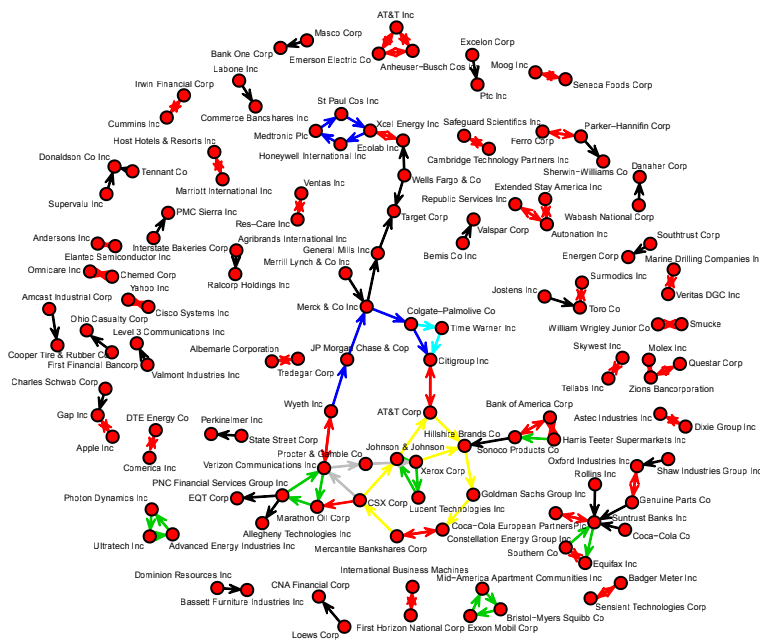 AT&T Inc
Masco Corp
Bank One Corp
Emerson Electric Co
Anheuser−Busch Cos Inc
Excelon Corp
Ptc Inc
Moog Inc
Seneca Foods Corp
Labone Inc
Irwin Financial Corp
Cummins Inc
Commerce Bancshares Inc
St Paul Cos Inc
Xcel Energy Inc
Medtronic Plc
Ecolab Inc
Honeywell International Inc
Safeguard Scientifics Inc
Cambridge Technology Partners Inc
Parker−Hannifin Corp
Ferro Corp
Sherwin−Williams Co
Host Hotels & Resorts Inc
Marriott International Inc
Donaldson Co Inc
Tennant Co
Supervalu Inc
Ventas Inc
Res−Care Inc
Wells Fargo & Co
Target Corp
Danaher Corp
Wabash National Corp
Extended Stay America Inc
Republic Services Inc
Autonation Inc
Valspar Corp
Bemis Co Inc
PMC Sierra Inc
Interstate Bakeries Corp
Andersons Inc
Elantec Semiconductor Inc
Agribrands International Inc
Ralcorp Holdings Inc
General Mills Inc
Merrill Lynch & Co Inc
Merck & Co Inc
Southtrust Corp
Energen Corp
Marine Drilling Companies In
Veritas DGC Inc
Omnicare Inc
Chemed Corp
Yahoo Inc
Cisco Systems Inc
Surmodics Inc
Jostens Inc
Toro Co
Amcast Industrial Corp
Cooper Tire & Rubber Co
Ohio Casualty Corp
First Financial Bancorp
Level 3 Communications Inc
Valmont Industries Inc
Colgate−Palmolive Co
Time Warner Inc
Citigroup Inc
William Wrigley Junior Co
Smucke
Albemarle Corporation
Tredegar Corp
JP Morgan Chase & Cop
Skywest Inc
Tellabs Inc
Molex Inc
Questar Corp
Zions Bancorporation
Charles Schwab Corp
Gap Inc
Apple Inc
Wyeth Inc
AT&T Corp
Bank of America Corp
Astec Industries Inc
Dixie Group Inc
DTE Energy Co
Comerica Inc
Perkinelmer Inc
State Street Corp
Hillshire Brands Co
Sonoco Products Co
Harris Teeter Supermarkets Inc
Procter & Gamble Co
Johnson & Johnson
Verizon Communications Inc
Xerox Corp
Oxford Industries Inc
Shaw Industries Group Inc
Rollins Inc
Genuine Parts Co
PNC Financial Services Group Inc
EQT Corp
Marathon Oil Corp
CSX Corp
Lucent Technologies Inc
Goldman Sachs Group Inc
Photon Dynamics Inc
Ultratech Inc
Advanced Energy Industries Inc
Allegheny Technologies Inc
Mercantile Bankshares Corp
Coca−Cola European Partners Plc
Constellation Energy Group Inc
Suntrust Banks Inc
Coca−Cola Co
Southern Co
Equifax Inc
Dominion Resources Inc
Bassett Furniture Industries Inc
CNA Financial Corp
Loews Corp
International Business Machines
First Horizon National Corp
Mid−America Apartment Communities Inc
Exxon Mobil Corp
Bristol−Myers Squibb Co
Badger Meter Inc
Sensient Technologies Corp